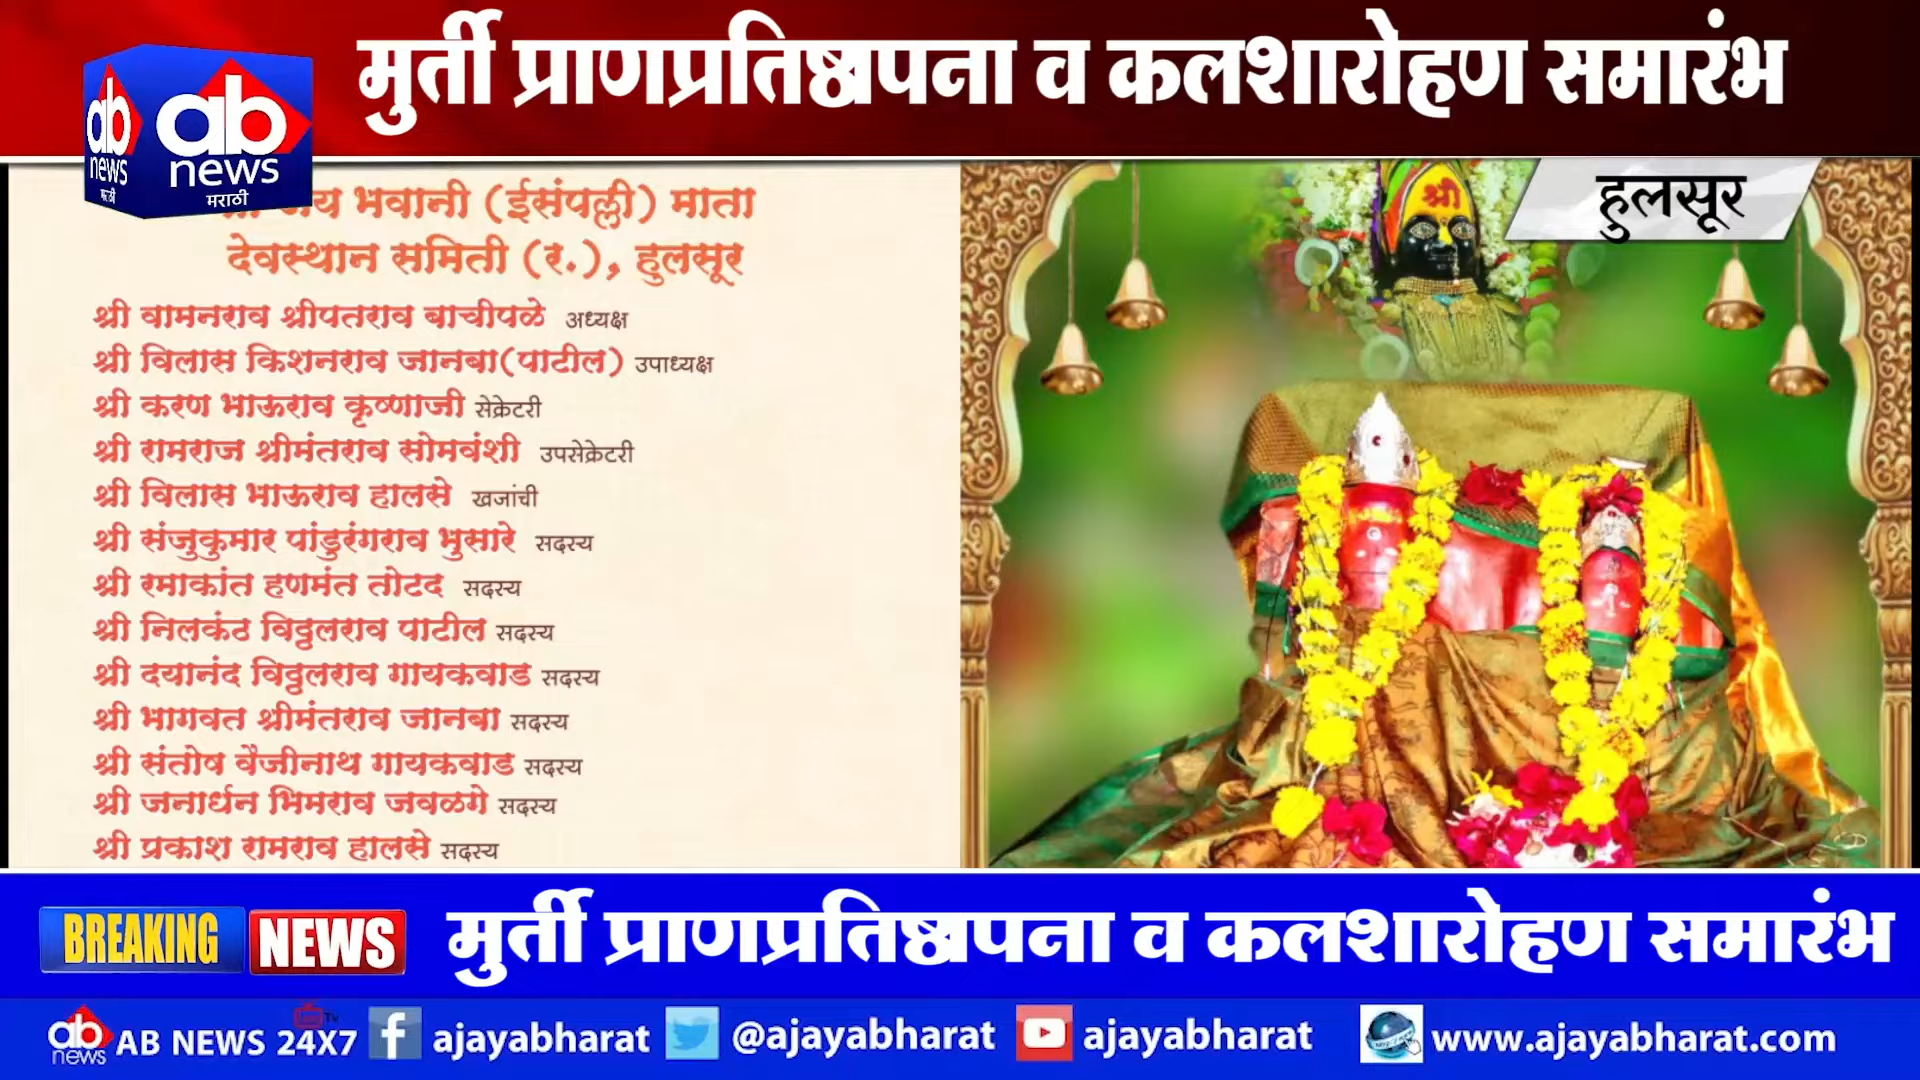 मुर्ती प्राणप्रतिष्ठापना व कलशारोहण समारंभ
ab
news
मराठी
ab
news
मराठी
हुलसूर
जय भवानी (ईसंपल्ली) माता
देवस्थान समिती (र.), हुलसूर
श्री वामनराव श्रीपतराव बाचीपळे अध्यक्ष
श्री विलास किशनराव जानबा(पाटील) उपाध्यक्ष
श्री करण भाऊराव कृष्णाजी सेक्रेटरी
श्री रामराज श्रीमंतराव सोमवंशी उपसेक्रेटरी
श्री विलास भाऊराव हालसे खजांची
श्री संजुकुमार पांडुरंगराव भुसारे सदस्य
श्री रमाकांत हणमंत तोटद सदस्य
श्री निलकंठ विठ्ठलराव पाटील सदस्य
श्री दयानंद विठ्ठलराव गायकवाड सदस्य
श्री भागवत श्रीमंतराव जानबा सदस्य
श्री संतोष वैजीनाथ गायकवाड सदस्य
श्री जनार्धन भिमराव जवळगे सदस्य
श्री प्रकाश रामराव हालसे सदस्य
श्री
BREAKING NEWS
मुर्ती प्राणप्रतिष्ठापना व कलशारोहण समारंभ
ab news AB NEWS 24X7 ajayabharat @ajayabharat ajayabharat www.ajayabharat.com